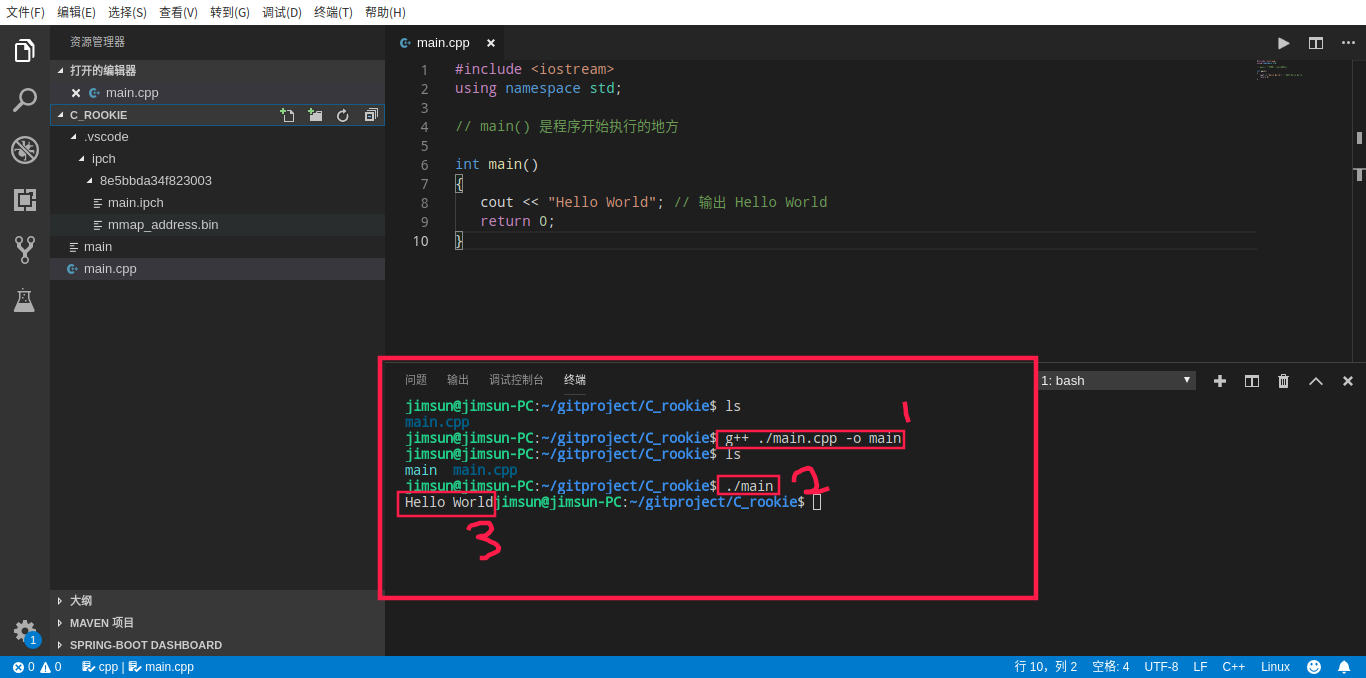 文件(F) 编辑(E) 选择(S) 查看(V) 转到(G) 调试(D) 终端(T) 帮助(H)
资源管理器
打开的编辑器
main.cpp
C_ROOKIE
.vscode
ipch
8e5bbda34f823003
main.ipch
mmap_address.bin
main
main.cpp
大纲
MAVEN 项目
SPRING-BOOT DASHBOARD
1
main.cpp
1 #include <iostream>
2 using namespace std;
3
4 // main() 是程序开始执行的地方
5
6 int main()
7 {
8 cout << "Hello World"; // 输出 Hello World
9 return 0;
10 }
问题 输出 调试控制台 终端
1: bash
jimsun@jimsun-PC:~/gitproject/C_rookie$ ls
main.cpp
jimsun@jimsun-PC:~/gitproject/C_rookie$ g++ ./main.cpp -o main
jimsun@jimsun-PC:~/gitproject/C_rookie$ ls
main main.cpp
jimsun@jimsun-PC:~/gitproject/C_rookie$ ./main
Hello Worldjimsun@jimsun-PC:~/gitproject/C_rookie$
1
2
3
0 0 cpp | main.cpp 行 10，列 2 空格: 4 UTF-8 LF C++ Linux